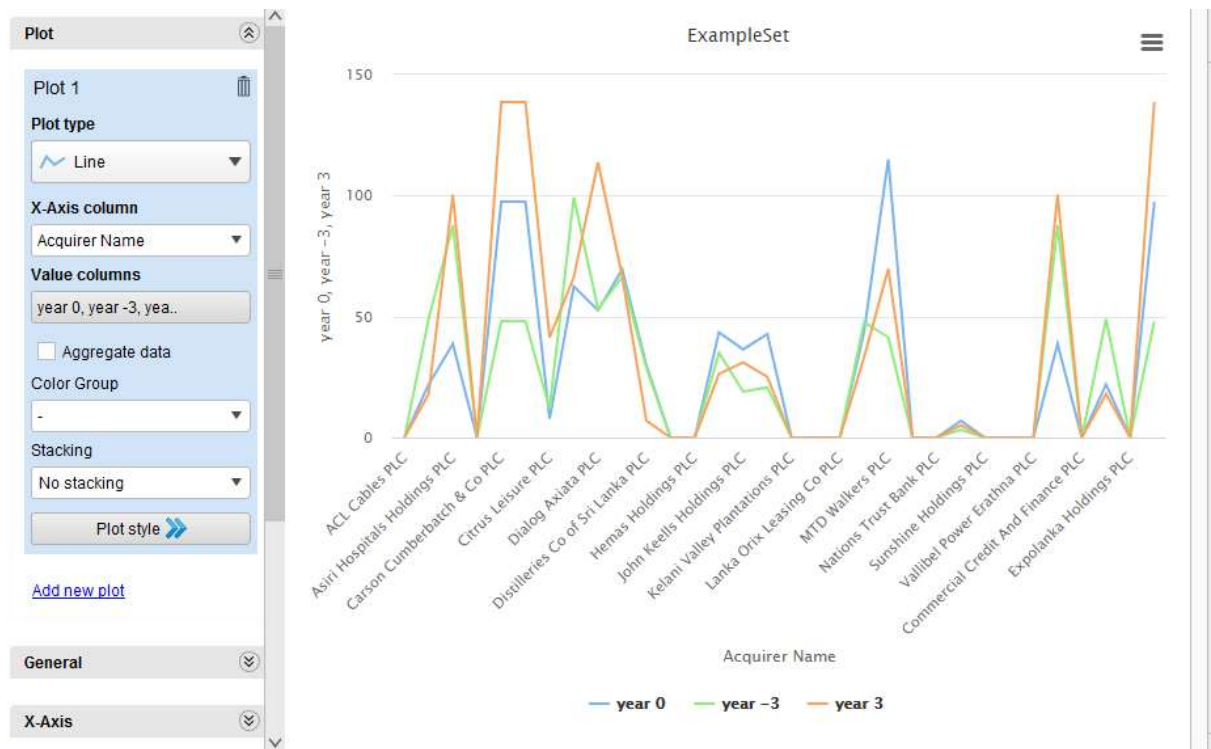 Plot
Plot 1
Plot type
Line
X-Axis column
Acquirer Name
Value columns
year 0, year -3, yea..
Aggregate data
Color Group
-
Stacking
No stacking
Plot style
Add new plot
General
X-Axis
ExampleSet
year 0, year -3, year 3
150
100
50
0
ACL Cables PLC
Asiri Hospitals Holdings PLC
Carson Cumberbatch & Co PLC
Citrus Leisure PLC
Dialog Axiata PLC
Distilleries Co of Sri Lanka PLC
Hemas Holdings PLC
John Keells Holdings PLC
Kelani Valley Plantations PLC
Lanka Orix Leasing Co PLC
MTD Walkers PLC
Nations Trust Bank PLC
Sunshine Holdings PLC
Vallibel Power Erathna PLC
Commercial Credit And Finance PLC
Expolanka Holdings PLC
Acquirer Name
year 0 year -3 year 3